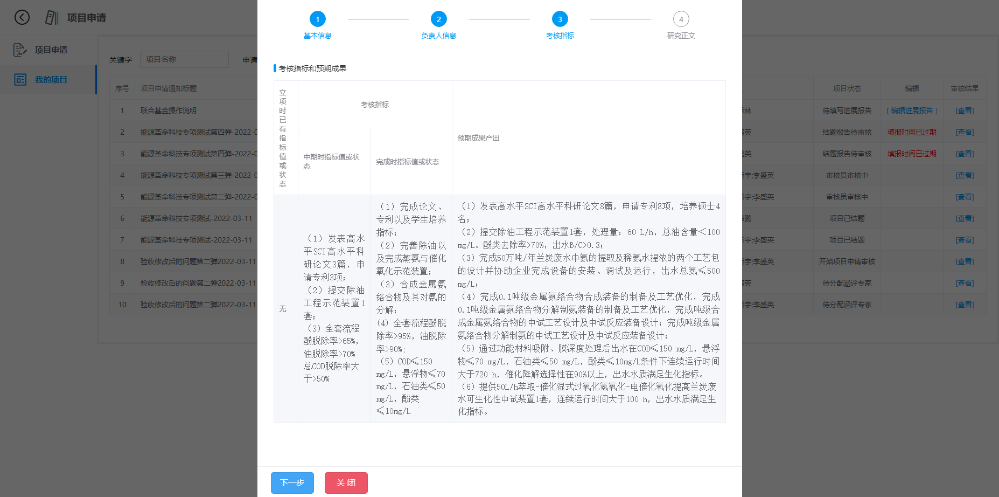 项目申请
项目申请
我的项目
关键字
项目名称
申请
序号
项目申请通知标题
项目状态
编辑
审核结果
1
联合基金操作说明
林
待填写进展报告
[ 编辑进展报告 ]
[查看]
2
能源革命科技专项测试第四弹-2022-0
英
结题报告待审核
填报时间已过期
[查看]
3
能源革命科技专项测试第四弹-2022-0
英
结题报告待审核
填报时间已过期
[查看]
4
能源革命科技专项测试第三弹-2022-0
宇;李盛英
审核员审核中
[查看]
5
能源革命科技专项测试第二弹-2022-0
宇;李盛英
审核员审核中
[查看]
6
能源革命科技专项测试-2022-03-11
鹏
项目已结题
[查看]
7
能源革命科技专项测试-2022-03-11
宇;李盛英
项目已结题
[查看]
8
验收修改后的问题第二弹2022-03-11
宇;李盛英
开始项目申请审核
[查看]
9
验收修改后的问题第二弹2022-03-11
英
待分配函评专家
[查看]
10
验收修改后的问题第二弹2022-03-11
宇;李盛英
待分配函评专家
[查看]
1
基本信息
2
负责人信息
3
考核指标
4
研究正文
考核指标和预期成果
立
项
时
已
有
指
标
值
或
状
态
考核指标
中期时指标值或状
态
完成时指标值或状态
预期成果产出
无
（1）发表高水
平SCI高水平科
研论文3篇，申
请专利3项；
（2）提交除油
工程示范装置1
套；
（3）全套流程
酚脱除率>65%，
油脱除率>70%
总COD脱除率大
于>50%
（1）完成论文、
专利以及学生培养
指标；
（2）完善除油以
及完成蒸氨与催化
氧化示范装置；
（3）合成金属氨
络合物及其对氨的
分解；
(4）全套流程酚脱
除率>95%，油脱除
率>90%；
（5）COD≤150
mg/L，悬浮物≤70
mg/L，石油类≤50
mg/L，酚类
≤10mg/L
（1）发表高水平SCI高水平科研论文8篇，申请专利8项，培养硕士4
名；
（2）提交除油工程示范装置1套，处理量：60 L/h，总油含量＜100
mg/L。酚类去除率>70%，出水B/C>0.3；
（3）完成50万吨/年兰炭废水中氨的提取及稀氨水提浓的两个工艺包
的设计并协助企业完成设备的安装、调试及运行，出水总氮≤500
mg/L；
（4）完成0.1吨级金属氨络合物合成装备的制备及工艺优化，完成
0.1吨级金属氨络合物分解制氨装备的制备及工艺优化，完成吨级合
成金属氨络合物的中试工艺设计及中试反应装备设计；完成吨级金属
氨络合物分解制氨的中试工艺设计及中试反应装备设计；
（5）通过功能材料吸附、膜深度处理后出水在COD≤150 mg/L，悬浮
物≤70 mg/L，石油类≤50 mg/L，酚类≤10mg/L条件下连续运行时间
大于720 h，催化降解选择性在90%以上，出水水质满足生化指标。
（6）提供50L/h萃取-催化湿式过氧化氢氧化-电催化氧化提高兰炭废
水可生化性中试装置1套，连续运行时间大于100 h，出水水质满足生
化指标。
下一步
关 闭